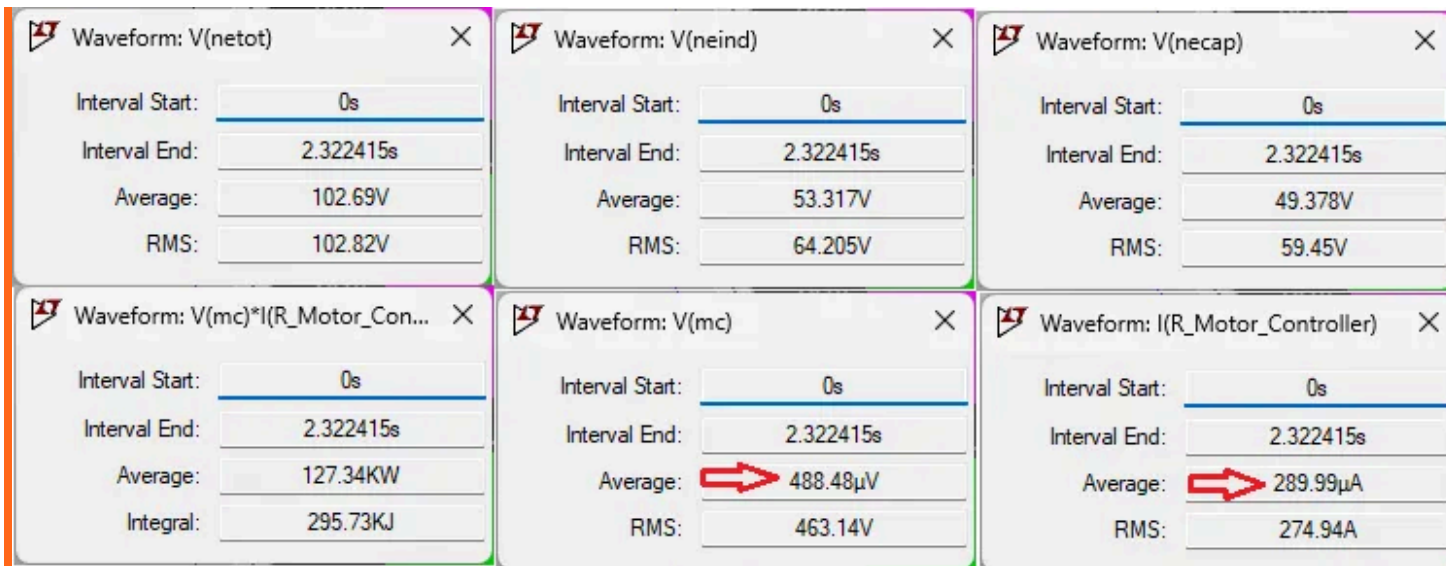 Waveform: V(netot)
Interval Start: 0s
Interval End: 2.322415s
Average: 102.69V
RMS: 102.82V
Waveform: V(neind)
Interval Start: 0s
Interval End: 2.322415s
Average: 53.317V
RMS: 64.205V
Waveform: V(necap)
Interval Start: 0s
Interval End: 2.322415s
Average: 49.378V
RMS: 59.45V
Waveform: V(mc)*I(R_Motor_Con...
Interval Start: 0s
Interval End: 2.322415s
Average: 127.34KW
Integral: 295.73KJ
Waveform: V(mc)
Interval Start: 0s
Interval End: 2.322415s
Average: 488.48µV
RMS: 463.14V
Waveform: I(R_Motor_Controller)
Interval Start: 0s
Interval End: 2.322415s
Average: 289.99µA
RMS: 274.94A